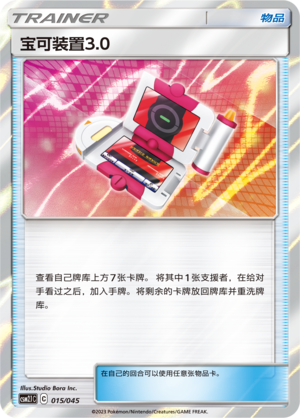 TRAINER 物品
宝可装置3.0
查看自己牌库上方7张卡牌。将其中1张支援者，在给对
手看过之后，加入手牌。将剩余的卡牌放回牌库并重洗牌
库。
在自己的回合可以使用任意张物品卡。
Illus.Studio Bora Inc.
C 015/045
©2023 Pokémon/Nintendo/Creatures/GAME FREAK.